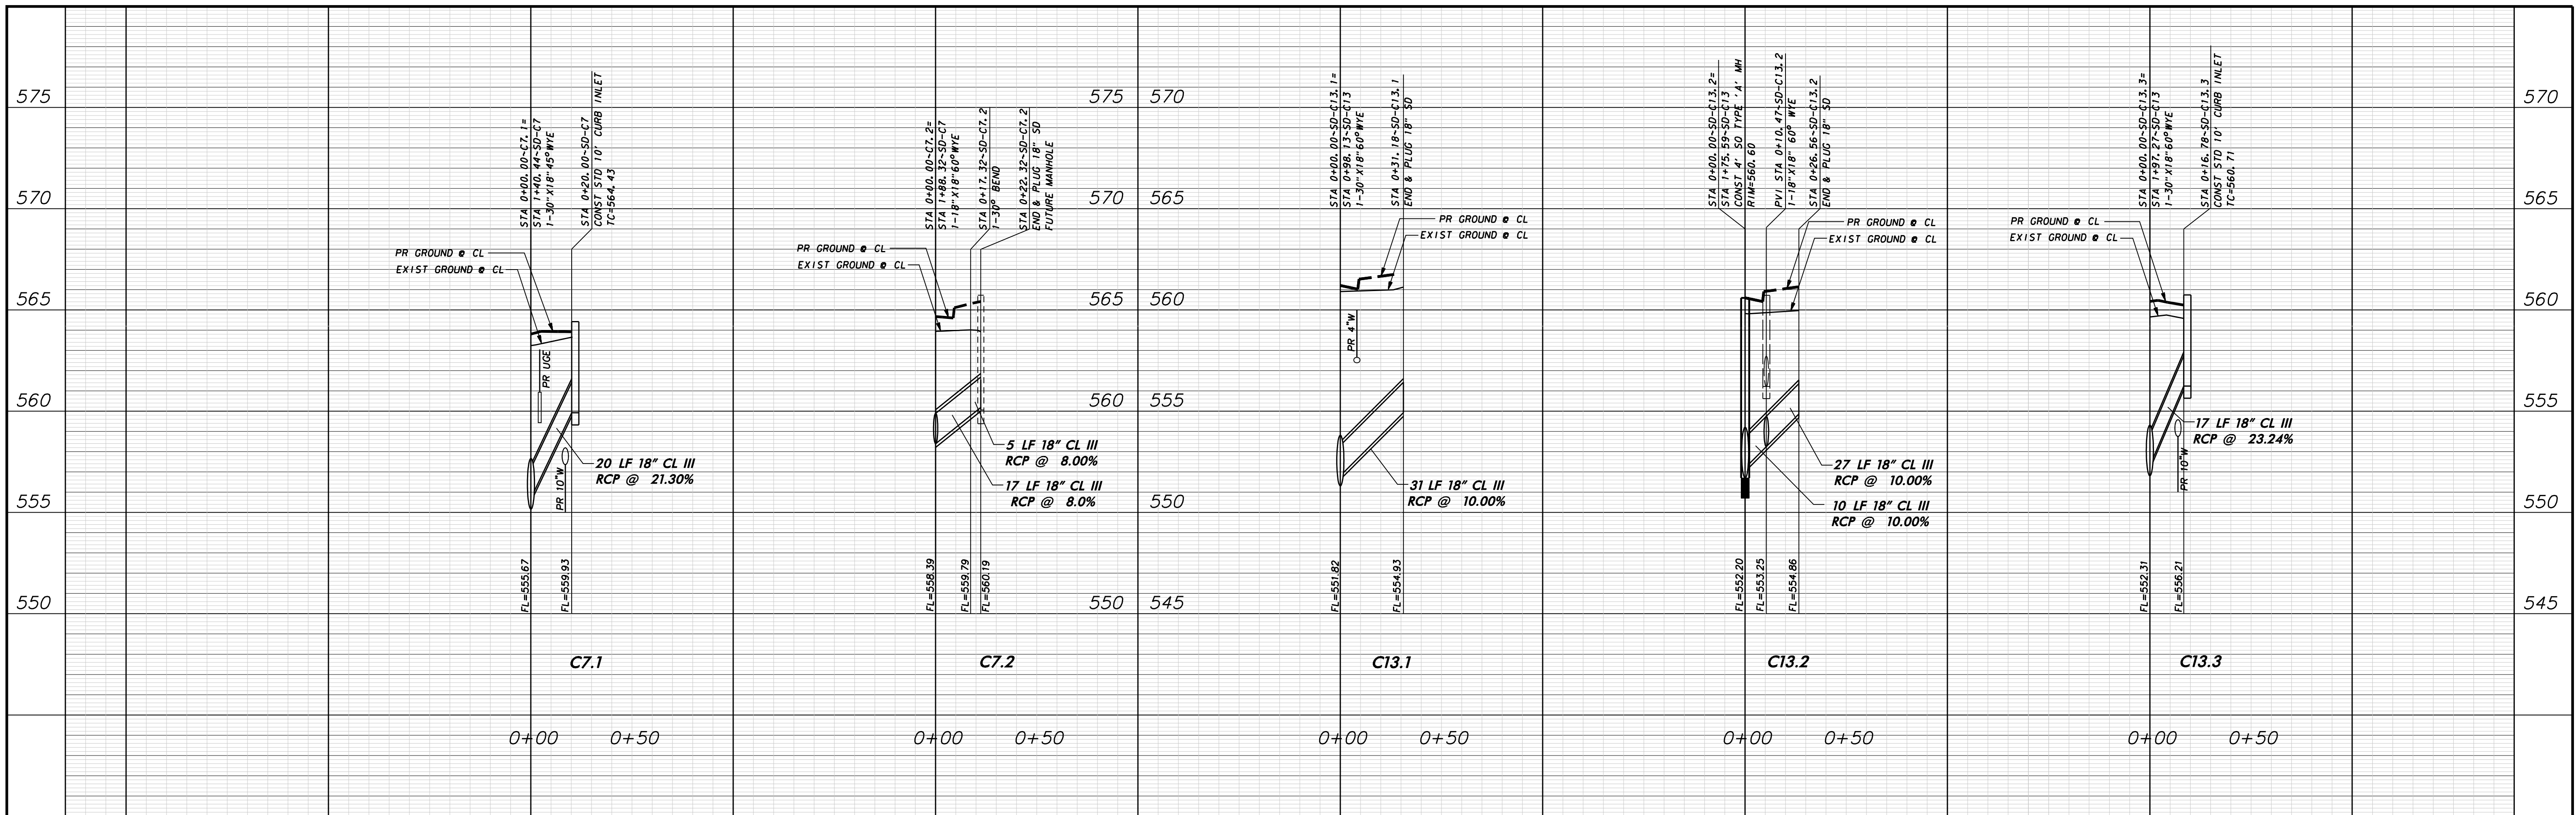 575
570
565
560
555
550
STA 0+00.00~C7.1=
STA 1+40.44~SD-C7
1-30"X18"45°WYE
STA 0+20.00~SD-C7
CONST STD 10' CURB INLET
TC=564.43
PR GROUND @ CL
EXIST GROUND @ CL
PR UGE
PR 10"W
20 LF 18" CL III
RCP @ 21.30%
FL=555.67
FL=559.93
C7.1
0+00
0+50
STA 0+00.00~C7.2=
STA 1+88.32~SD-C7
1-18"X18"60°WYE
STA 0+17.32~SD-C7.2
1-30° BEND
STA 0+22.32~SD-C7.2
END & PLUG 18" SD
FUTURE MANHOLE
PR GROUND @ CL
EXIST GROUND @ CL
5 LF 18" CL III
RCP @ 8.00%
17 LF 18" CL III
RCP @ 8.0%
FL=558.39
FL=559.79
FL=560.19
C7.2
0+00
0+50
575
570
565
560
555
550
570
565
560
555
550
545
STA 0+00.00~SD-C13.1=
STA 0+98.13~SD-C13
1-30"X18"60°WYE
STA 0+31.18~SD-C13.1
END & PLUG 18" SD
PR GROUND @ CL
EXIST GROUND @ CL
PR 4"W
31 LF 18" CL III
RCP @ 10.00%
FL=551.82
FL=554.93
C13.1
0+00
0+50
STA 0+00.00~SD-C13.2=
STA 1+75.59~SD-C13
CONST 4' SD TYPE 'A' MH
RIM=560.60
PVI STA 0+10.47~SD-C13.2
1-18"X18" 60° WYE
STA 0+26.56~SD-C13.2
END & PLUG 18" SD
PR GROUND @ CL
EXIST GROUND @ CL
27 LF 18" CL III
RCP @ 10.00%
10 LF 18" CL III
RCP @ 10.00%
FL=552.20
FL=553.25
FL=554.86
C13.2
0+00
0+50
STA 0+00.00~SD-C13.3=
STA 1+97.27~SD-C13
1-30"X18"60°WYE
STA 0+16.78~SD-C13.3
CONST STD 10' CURB INLET
TC=560.71
PR GROUND @ CL
EXIST GROUND @ CL
17 LF 18" CL III
RCP @ 23.24%
PR 10"W
FL=552.31
FL=556.21
C13.3
0+00
0+50
570
565
560
555
550
545